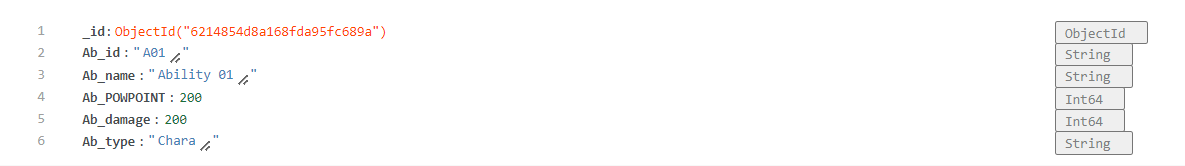 1 _id: ObjectId("6214854d8a168fda95fc689a") ObjectId
2 Ab_id : "A01" String
3 Ab_name : "Ability 01" String
4 Ab_POWPOINT : 200 Int64
5 Ab_damage : 200 Int64
6 Ab_type : "Chara" String